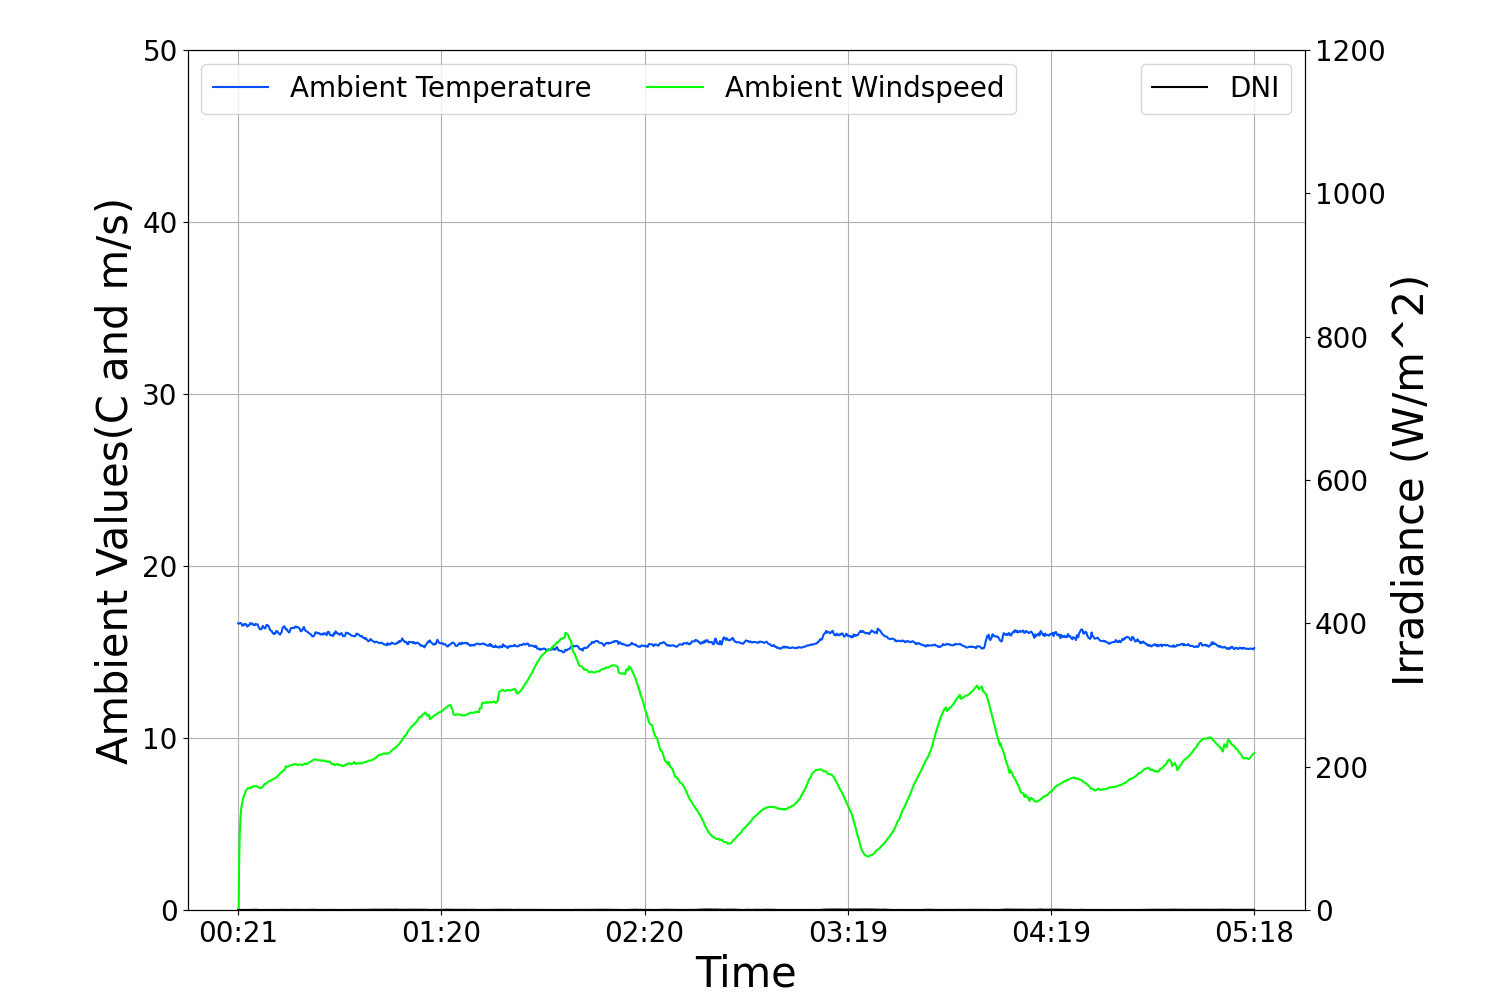 Ambient Temperature Ambient Windspeed DNI
Ambient Values(C and m/s)
50
40
30
20
10
0
1200
1000
800
600
400
200
0
Irradiance (W/m^2)
00:21 01:20 02:20 03:19 04:19 05:18
Time